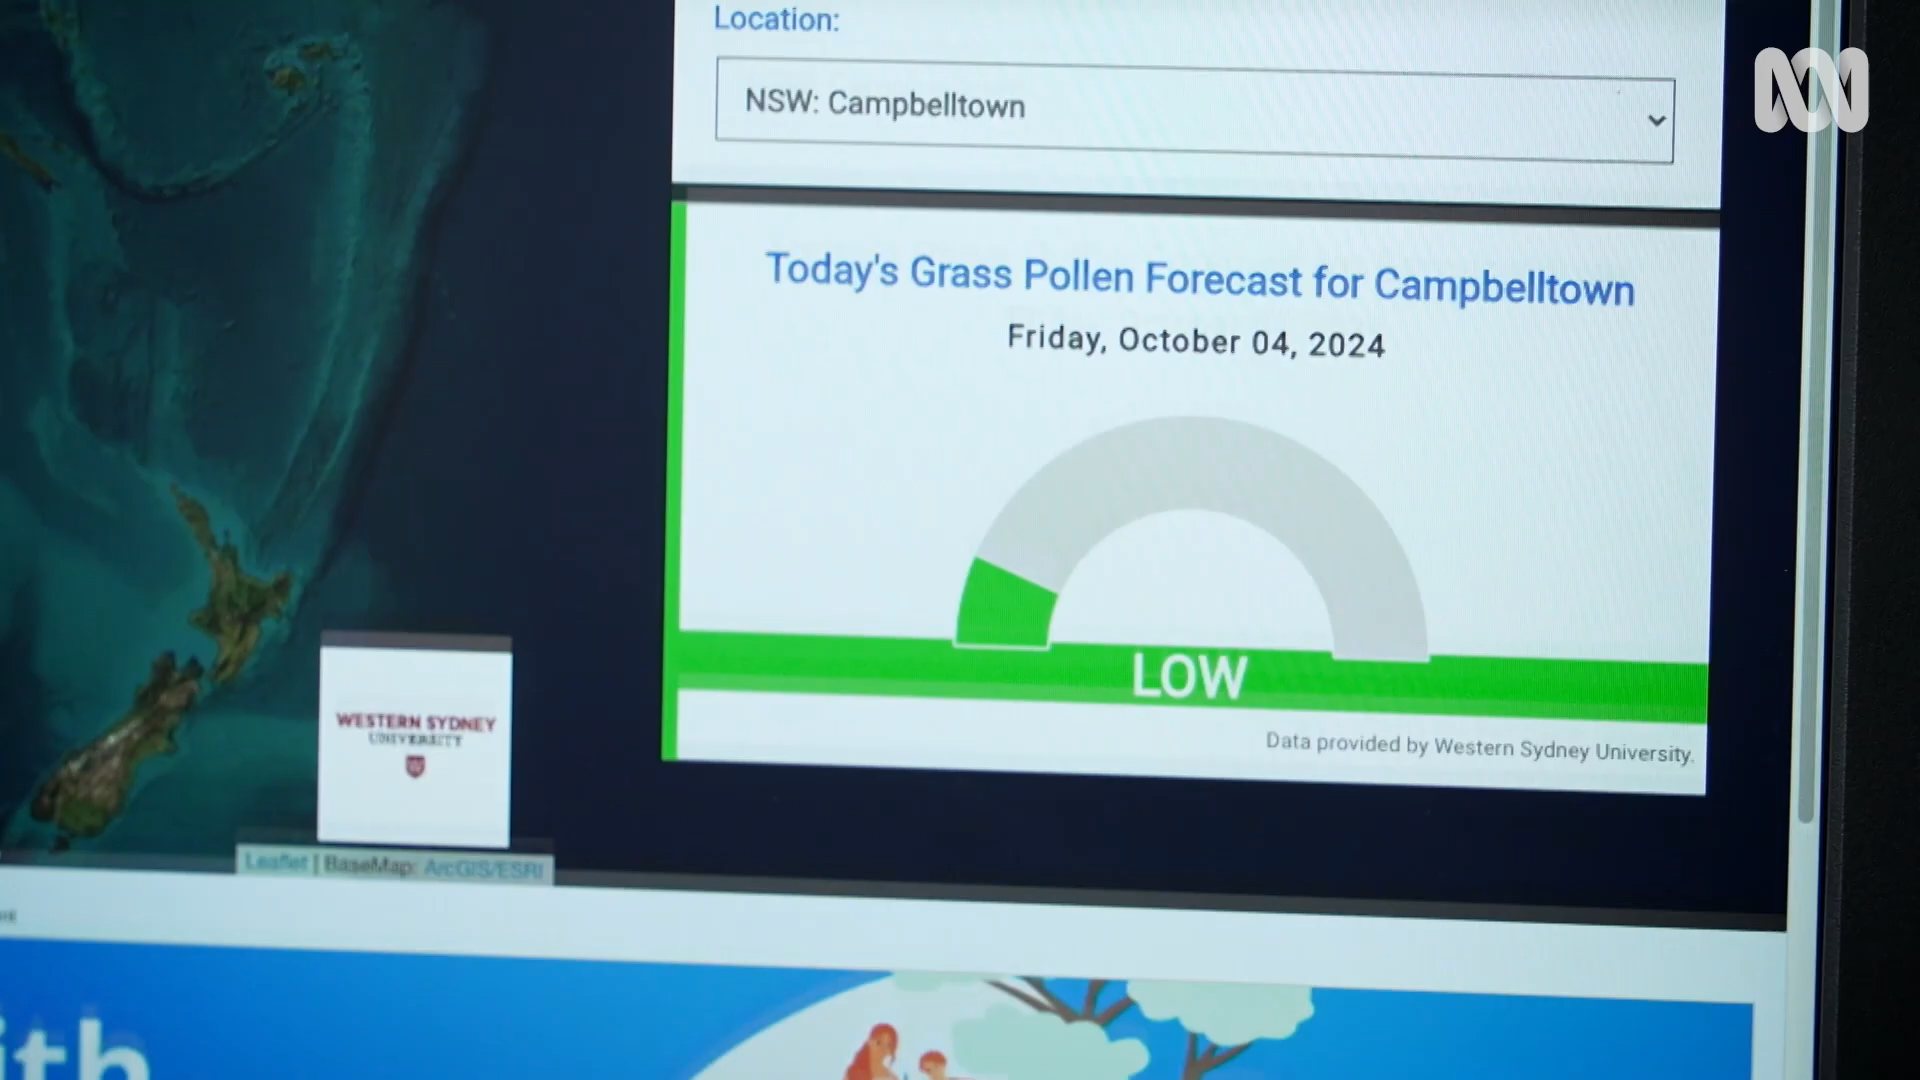 Location:
NSW: Campbelltown
Today's Grass Pollen Forecast for Campbelltown
Friday, October 04, 2024
LOW
Data provided by Western Sydney University.
WESTERN SYDNEY
UNIVERSITY
Leaflet | BaseMap: ArcGIS/ESRI
ith